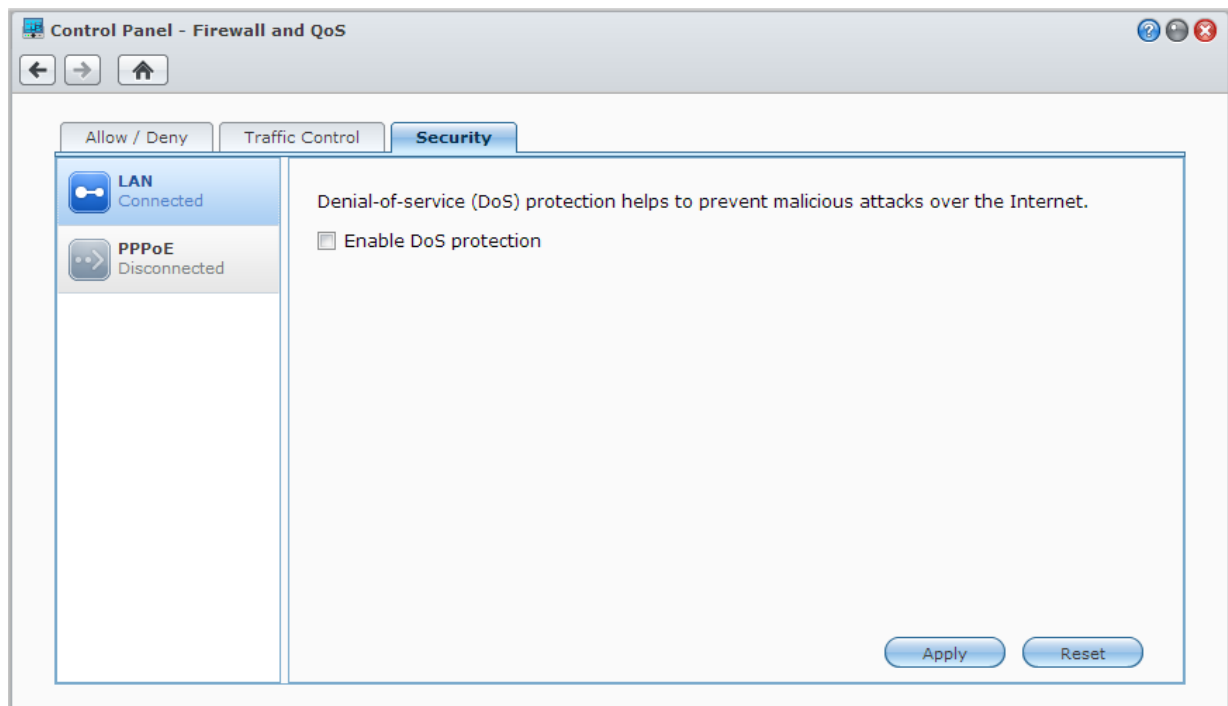 Control Panel - Firewall and QoS
Allow / Deny
Traffic Control
Security
LAN
Connected
PPPoE
Disconnected
Denial-of-service (DoS) protection helps to prevent malicious attacks over the Internet.
Enable DoS protection
Apply
Reset